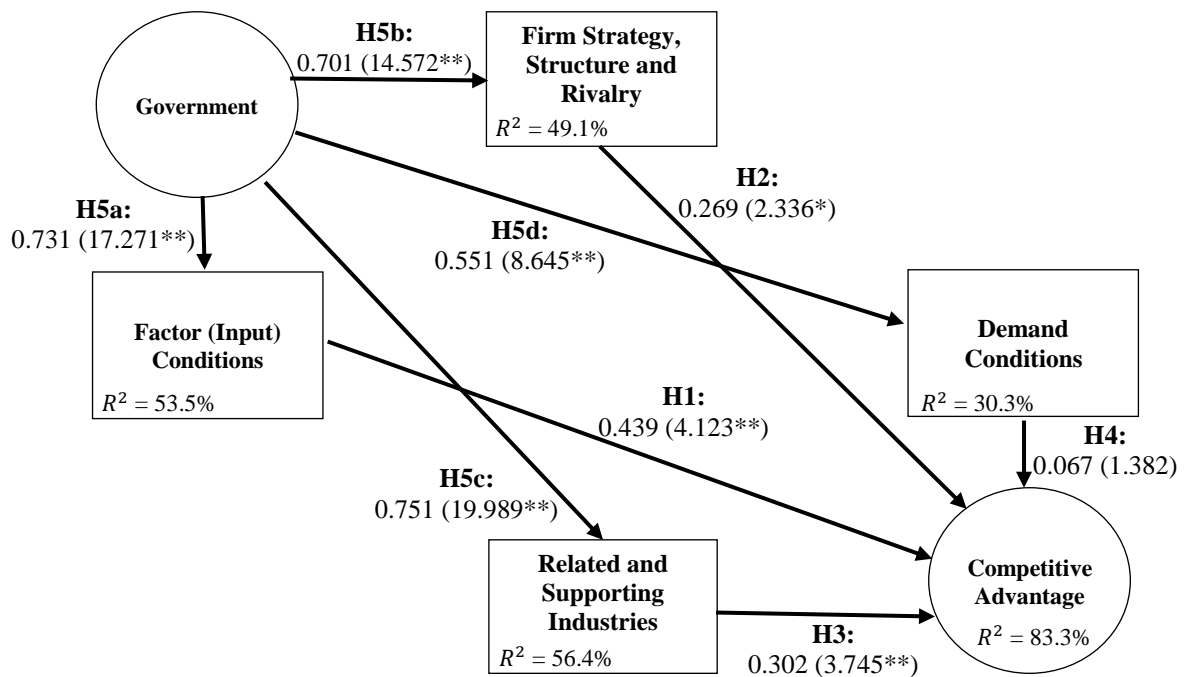 H5b:
0.701 (14.572**)
Firm Strategy,
Structure and
Rivalry
R² = 49.1%
Government
H2:
0.269 (2.336*)
H5a:
0.731 (17.271**)
H5d:
0.551 (8.645**)
Factor (Input)
Conditions
R² = 53.5%
Demand
Conditions
R² = 30.3%
H1:
0.439 (4.123**)
H4:
0.067 (1.382)
H5c:
0.751 (19.989**)
Related and
Supporting
Industries
R² = 56.4%
Competitive
Advantage
R² = 83.3%
H3:
0.302 (3.745**)